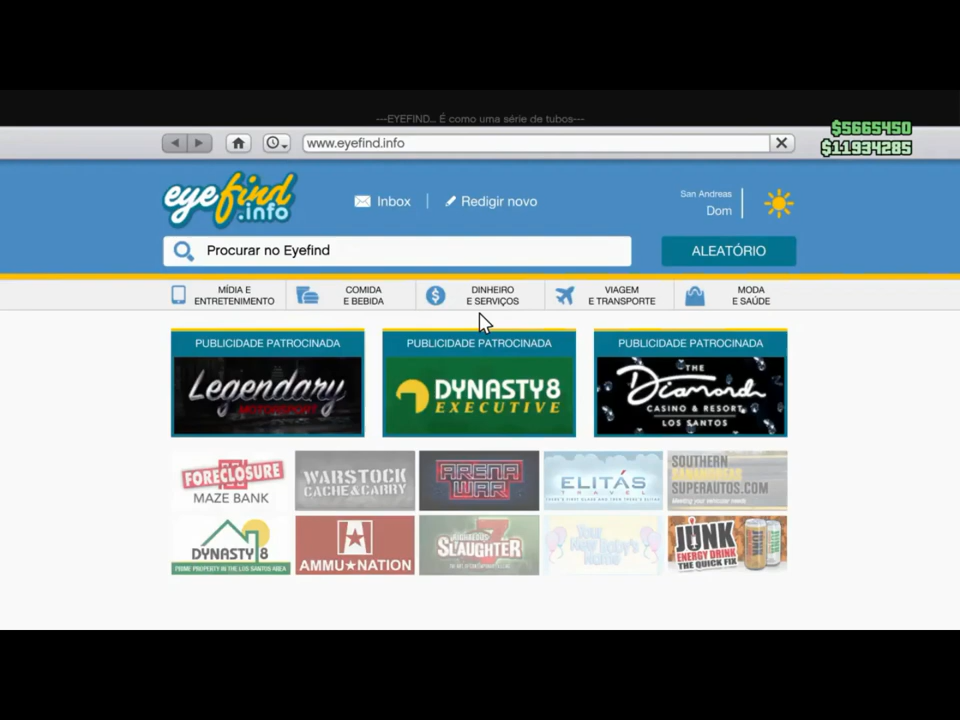 ---EYEFIND... É como uma série de tubos---
www.eyefind.info
$5665450
$11934285
eyefind
.info
Inbox
Redigir novo
San Andreas
Dom
Procurar no Eyefind
ALEATÓRIO
MÍDIA E
ENTRETENIMENTO
COMIDA
E BEBIDA
DINHEIRO
E SERVIÇOS
VIAGEM
E TRANSPORTE
MODA
E SAÚDE
PUBLICIDADE PATROCINADA
PUBLICIDADE PATROCINADA
PUBLICIDADE PATROCINADA
Legendary
MOTORSPORT
DYNASTY8
EXECUTIVE
THE
Diamond
CASINO & RESORT
LOS SANTOS
FORECLOSURE
MAZE BANK
WARSTOCK
CACHE&CARRY
ARENA
WAR
ELITÁS
TRAVEL
SOUTHERN
SUPERAUTOS.COM
DYNASTY 8
PRIME PROPERTY IN THE LOS SANTOS AREA
AMMU★NATION
SLAUGHTER
7
JUNK
ENERGY DRINK
THE QUICK FIX